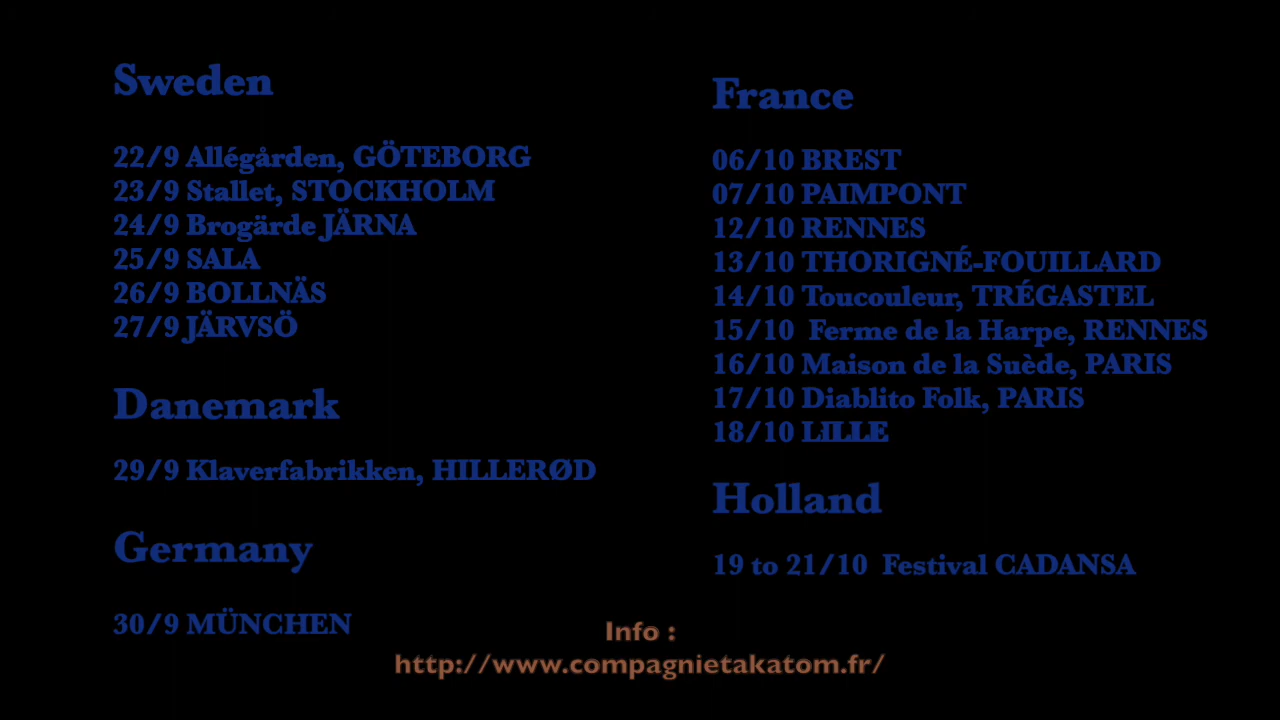 Sweden
22/9 Allégården, GÖTEBORG
23/9 Stallet, STOCKHOLM
24/9 Brogärde JÄRNA
25/9 SALA
26/9 BOLLNÄS
27/9 JÄRVSÖ
Danemark
29/9 Klaverfabrikken, HILLERØD
Germany
30/9 MÜNCHEN
France
06/10 BREST
07/10 PAIMPONT
12/10 RENNES
13/10 THORIGNÉ-FOUILLARD
14/10 Toucouleur, TRÉGASTEL
15/10 Ferme de la Harpe, RENNES
16/10 Maison de la Suède, PARIS
17/10 Diablito Folk, PARIS
18/10 LILLE
Holland
19 to 21/10 Festival CADANSA
Info :
http://www.compagnietakatom.fr/